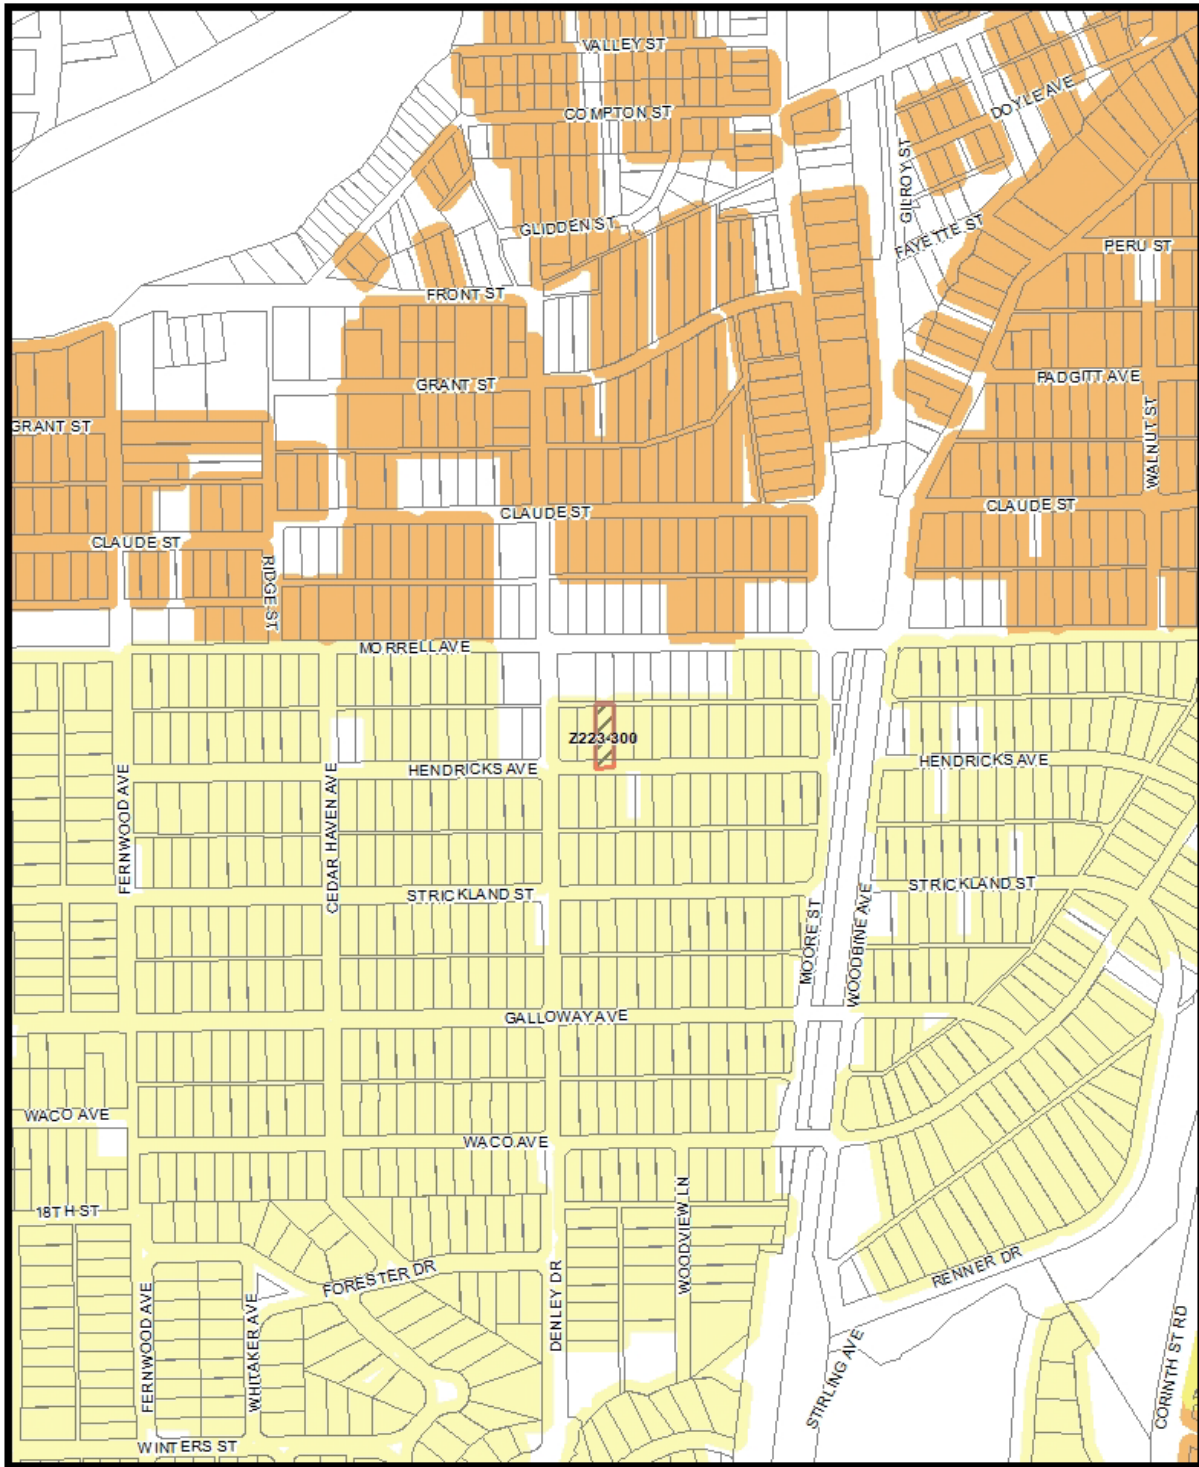 VALLEY ST
COMPTON ST
DOYLE AVE
GILROY ST
GLIDDEN ST
FAYETTE ST
PERU ST
FRONT ST
GRANT ST
PADGITT AVE
GRANT ST
WALNUT ST
CLAUDE ST
CLAUDE ST
CLAUDE ST
RIDGE ST
MORRELL AVE
Z223-300
HENDRICKS AVE
HENDRICKS AVE
FERNWOOD AVE
CEDAR HAVEN AVE
STRICKLAND ST
STRICKLAND ST
MOORE ST
WOODBINE AVE
GALLOWAY AVE
WACO AVE
WACO AVE
18TH ST
WOODVIEW LN
FORESTER DR
RENNER DR
DENLEY DR
FERNWOOD AVE
WHITAKER AVE
STIRLING AVE
CORINTH ST RD
WINTERS ST